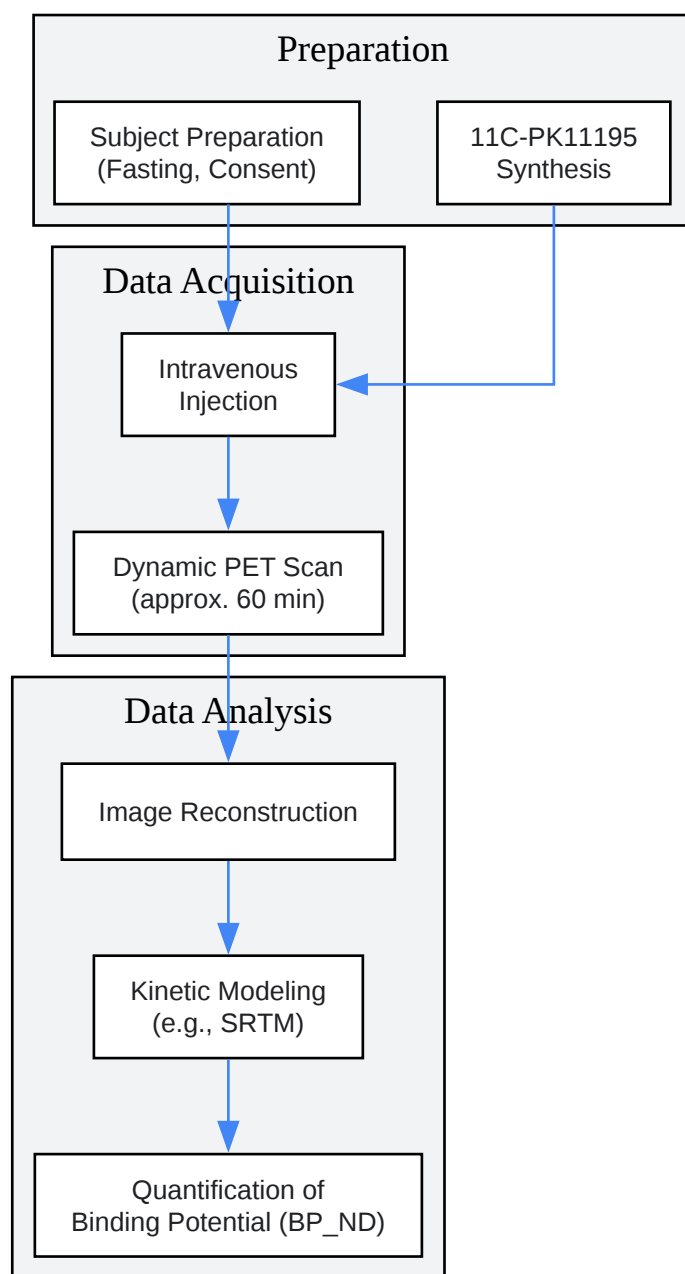 Preparation
Subject Preparation
(Fasting, Consent)
11C-PK11195
Synthesis
Data Acquisition
Intravenous
Injection
Dynamic PET Scan
(approx. 60 min)
Data Analysis
Image Reconstruction
Kinetic Modeling
(e.g., SRTM)
Quantification of
Binding Potential (BP_ND)